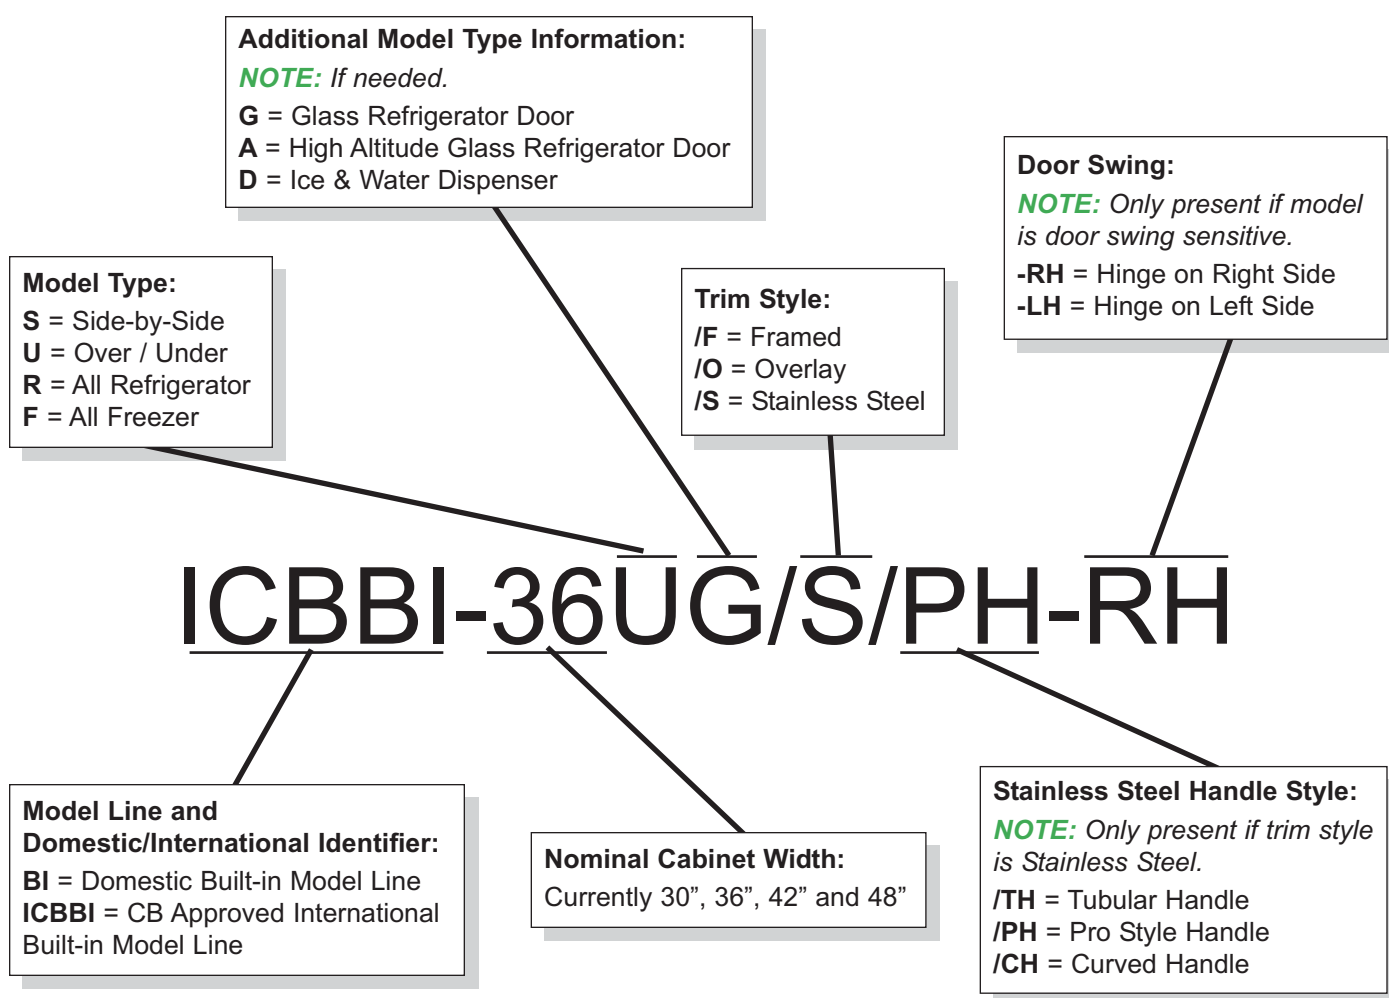 Additional Model Type Information:
NOTE: If needed.
G = Glass Refrigerator Door
A = High Altitude Glass Refrigerator Door
D = Ice & Water Dispenser
Door Swing:
NOTE: Only present if model
is door swing sensitive.
-RH = Hinge on Right Side
-LH = Hinge on Left Side
Model Type:
S = Side-by-Side
U = Over / Under
R = All Refrigerator
F = All Freezer
Trim Style:
/F = Framed
/O = Overlay
/S = Stainless Steel
ICBBI-36UG/S/PH-RH
Model Line and
Domestic/International Identifier:
BI = Domestic Built-in Model Line
ICBBI = CB Approved International
Built-in Model Line
Nominal Cabinet Width:
Currently 30”, 36”, 42” and 48”
Stainless Steel Handle Style:
NOTE: Only present if trim style
is Stainless Steel.
/TH = Tubular Handle
/PH = Pro Style Handle
/CH = Curved Handle